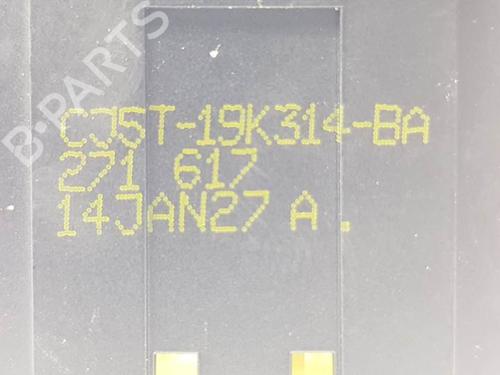 B-PARTS
CJ5T-19K314-BA
271 617
14JAN27 A .